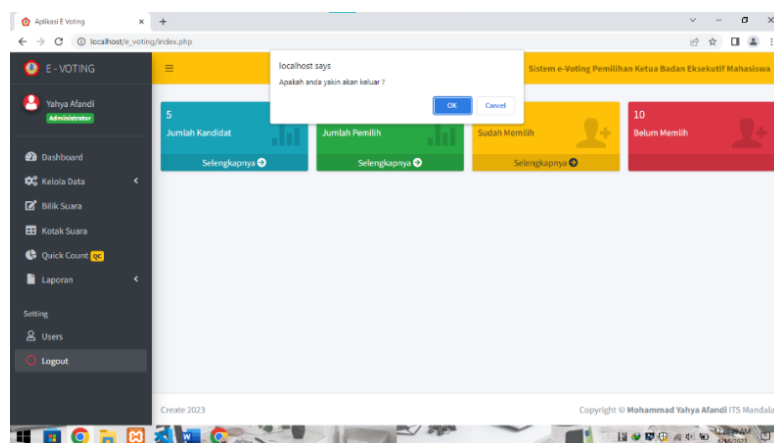 Aplikasi E Voting
localhost/e_voting/index.php
E - VOTING
Sistem e-Voting Pemilihan Ketua Badan Eksekutif Mahasiswa
localhost says
Apakah anda yakin akan keluar ?
OK
Cancel
Yahya Afandi
Administrator
5
Jumlah Kandidat
Selengkapnya
Jumlah Pemilih
Selengkapnya
Sudah Memilih
Selengkapnya
10
Belum Memilih
Dashboard
Kelola Data
Bilik Suara
Kotak Suara
Quick Count QC
Laporan
Setting
Users
Logout
Create 2023
Copyright © Mohammad Yahya Afandi ITS Mandala